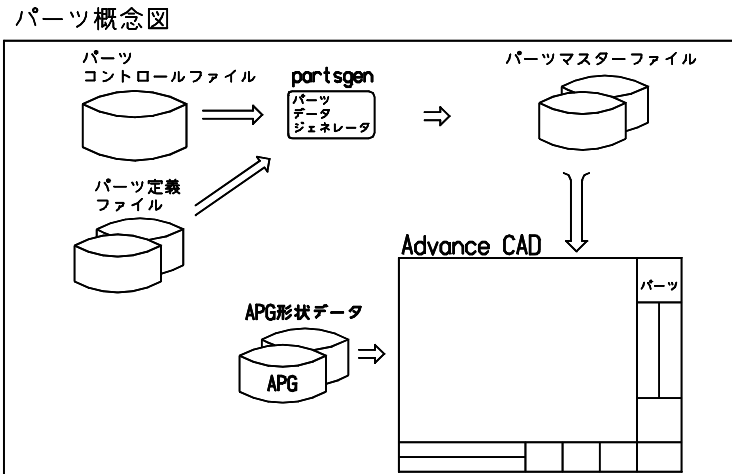 パーツ概念図
パーツ
コントロールファイル
partsgen
パーツ
データ
ジェネレータ
パーツマスターファイル
パーツ定義
ファイル
Advance CAD
パーツ
APG形状データ
APG